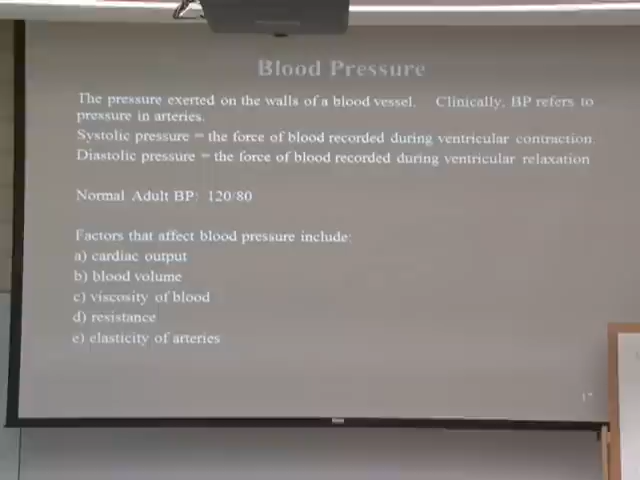 Blood Pressure
The pressure exerted on the walls of a blood vessel. Clinically, BP refers to
pressure in arteries.
Systolic pressure = the force of blood recorded during ventricular contraction.
Diastolic pressure = the force of blood recorded during ventricular relaxation
Normal Adult BP: 120/80
Factors that affect blood pressure include:
a) cardiac output
b) blood volume
c) viscosity of blood
d) resistance
e) elasticity of arteries